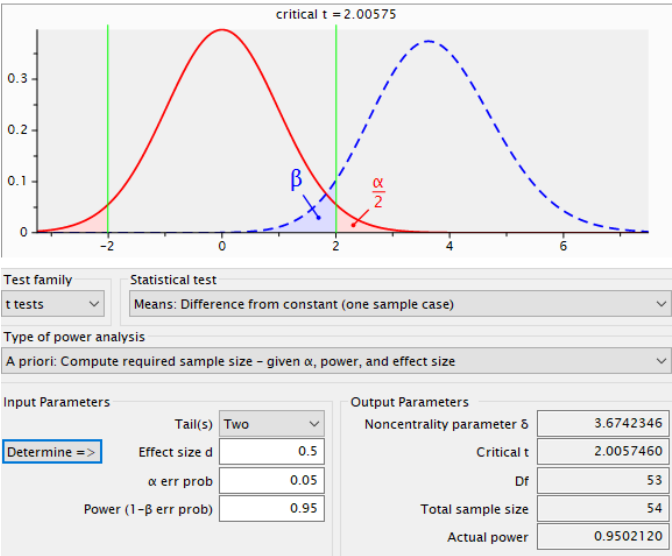 critical t = 2.00575
0.3
0.2
β
α
2
0.1
0
-2 0 2 4 6
Test family Statistical test
t tests Means: Difference from constant (one sample case)
Type of power analysis
A priori: Compute required sample size – given α, power, and effect size
Input Parameters Output Parameters
Tail(s) Two Noncentrality parameter δ 3.6742346
Determine => Effect size d 0.5 Critical t 2.0057460
α err prob 0.05 Df 53
Power (1-β err prob) 0.95 Total sample size 54
Actual power 0.9502120